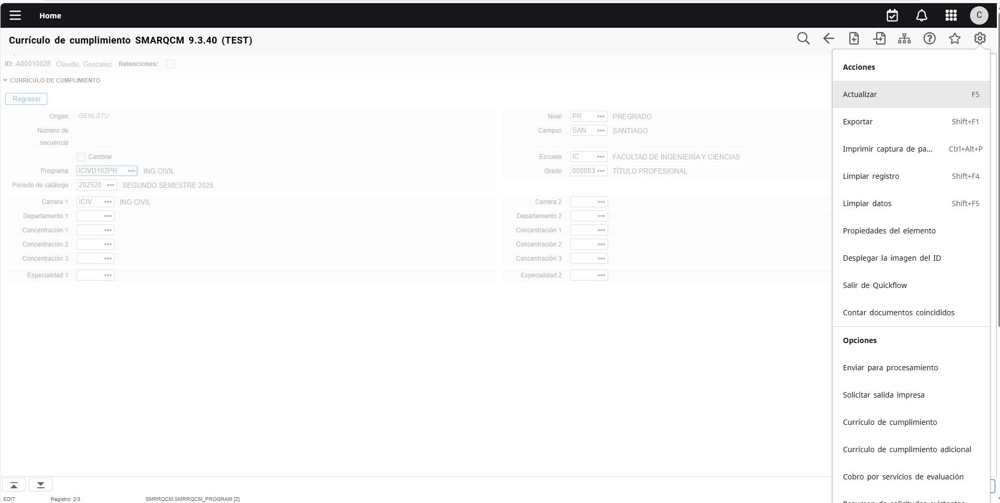 Home
C
Currículo de cumplimiento SMARQCM 9.3.40 (TEST)
ID: A00010028 Claudio, Gonzalez Retenciones:
CURRÍCULO DE CUMPLIMIENTO
Regresar
Origen GENLSTU
Nivel PR ••• PREGRADO
Número de
secuencia
Campus SAN ••• SANTIAGO
Cambiar
Escuela IC ••• FACULTAD DE INGENIERÍA Y CIENCIAS
Programa ICIVD102PR ••• ING CIVIL
Grado 000003 ••• TÍTULO PROFESIONAL
Periodo de catálogo 202520 ••• SEGUNDO SEMESTRE 2025
Carrera 1 ICIV ••• ING CIVIL
Carrera 2 •••
Departamento 1 •••
Departamento 2 •••
Concentración 1 •••
Concentración 1 •••
Concentración 2 •••
Concentración 2 •••
Concentración 3 •••
Concentración 3 •••
Especialidad 1 •••
Especialidad 2 •••
Acciones
Actualizar F5
Exportar Shift+F1
Imprimir captura de pa... Ctrl+Alt+P
Limpiar registro Shift+F4
Limpiar datos Shift+F5
Propiedades del elemento
Desplegar la imagen del ID
Salir de Quickflow
Contar documentos coincididos
Opciones
Enviar para procesamiento
Solicitar salida impresa
Currículo de cumplimiento
Currículo de cumplimiento adicional
Cobro por servicios de evaluación
Resumen de solicitudes existentes
EDIT Registro: 2/3 SMRRQCM.SMRRQCM_PROGRAM [2]